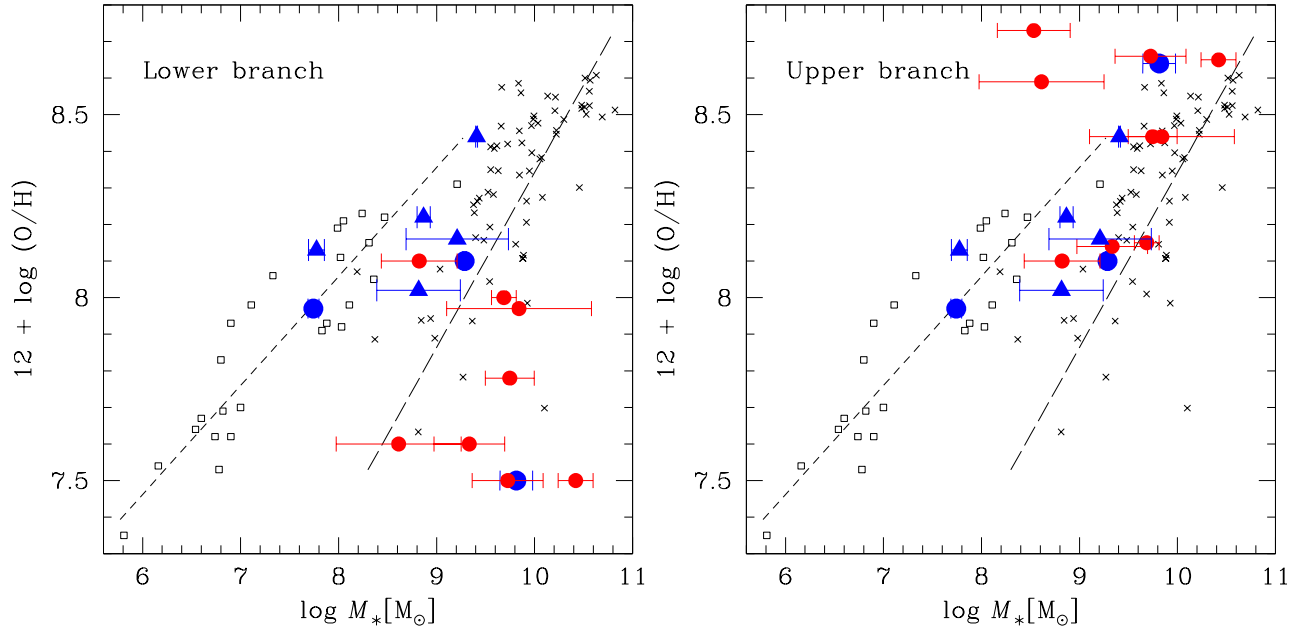 Lower branch
12 + log (O/H)
8.5
8
7.5
6 7 8 9 10 11
log M*[M⊙]
Upper branch
12 + log (O/H)
8.5
8
7.5
6 7 8 9 10 11
log M*[M⊙]